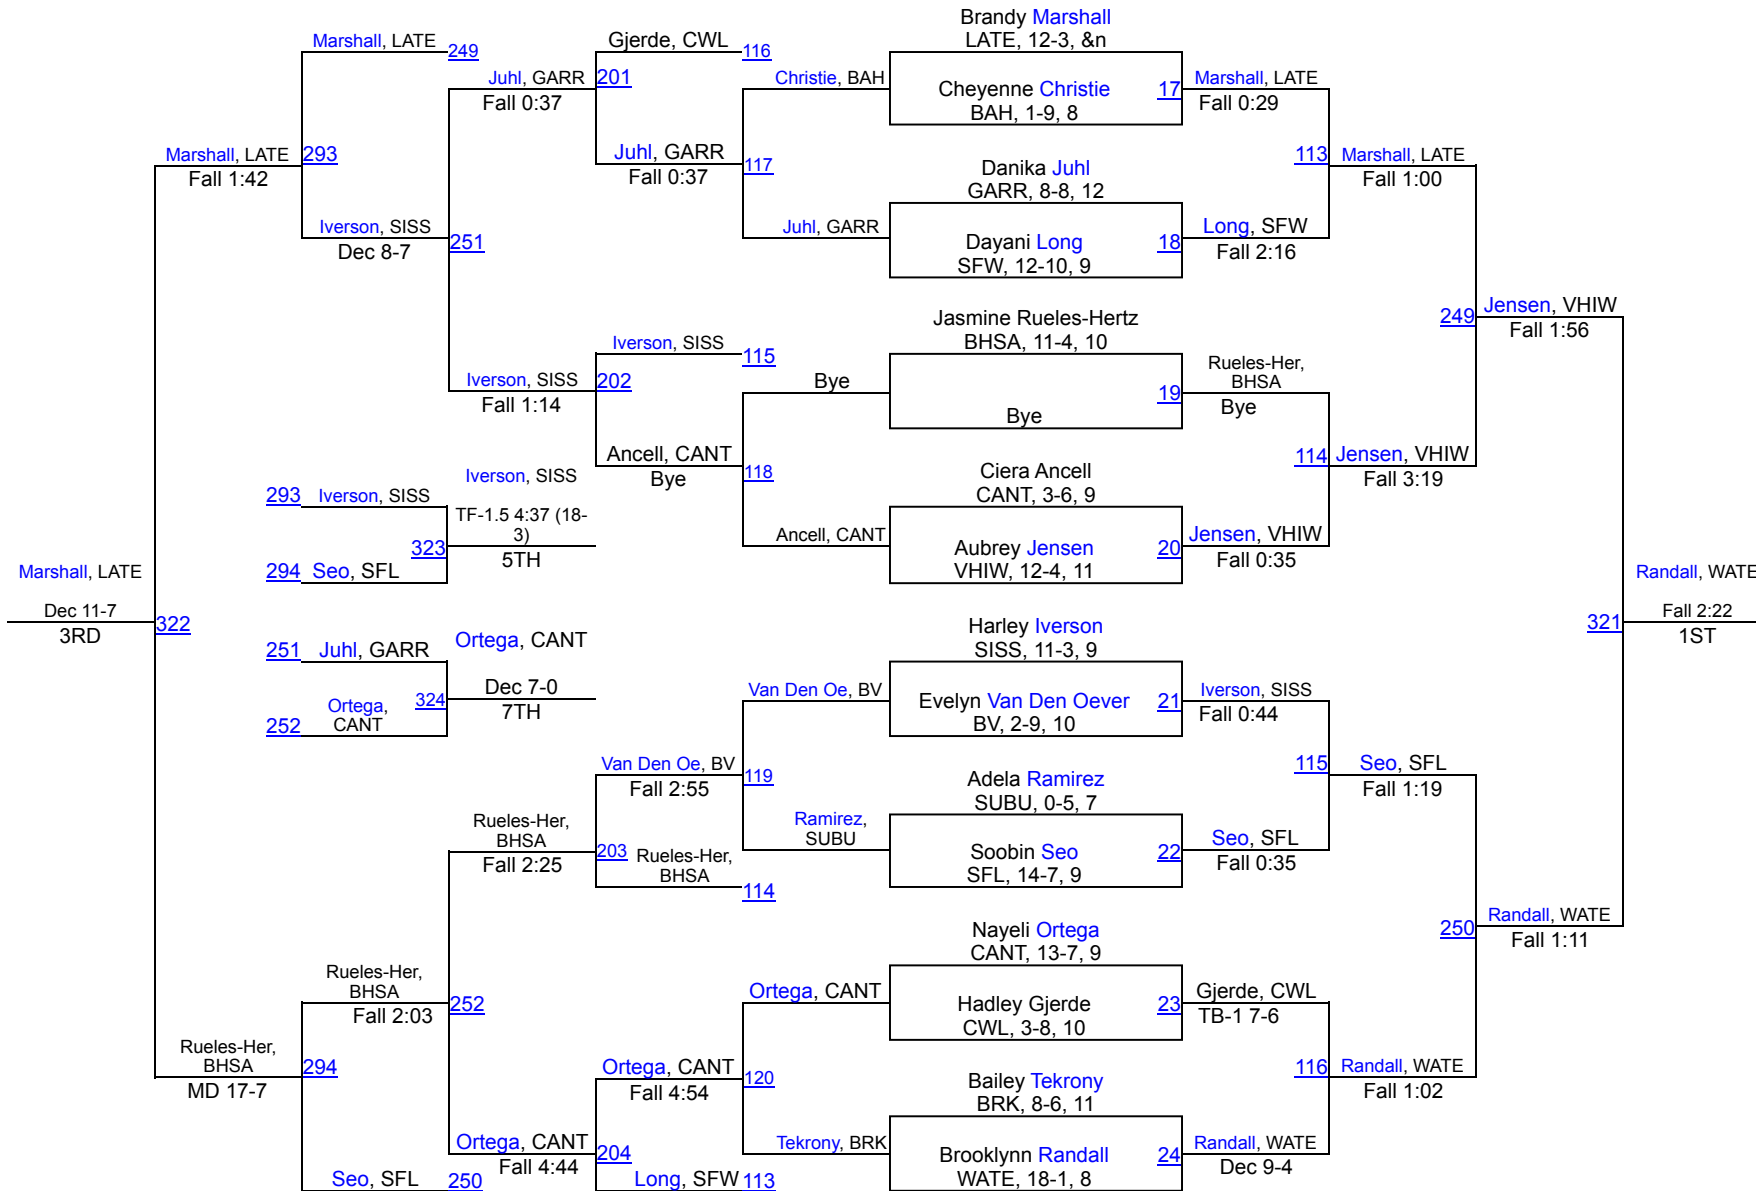 Brandy Marshall
LATE, 12-3, &n
Marshall, LATE
249
Gjerde, CWL
116
Juhl, GARR
201
Fall 0:37
Christie, BAH
Cheyenne Christie
BAH, 1-9, 8
17
Marshall, LATE
Fall 0:29
Marshall, LATE
293
Fall 1:42
Juhl, GARR
Fall 0:37
117
Danika Juhl
GARR, 8-8, 12
113
Marshall, LATE
Fall 1:00
Iverson, SISS
Dec 8-7
251
Juhl, GARR
Dayani Long
SFW, 12-10, 9
18
Long, SFW
Fall 2:16
Jasmine Rueles-Hertz
BHSA, 11-4, 10
249
Jensen, VHIW
Fall 1:56
Iverson, SISS
115
Iverson, SISS
202
Fall 1:14
Bye
Bye
19
Rueles-Her,
BHSA
Bye
Ancell, CANT
Bye
118
Ciera Ancell
CANT, 3-6, 9
114
Jensen, VHIW
Fall 3:19
Iverson, SISS
293
Iverson, SISS
TF-1.5 4:37 (18-
3)
323
5TH
294
Seo, SFL
Ancell, CANT
Aubrey Jensen
VHIW, 12-4, 11
20
Jensen, VHIW
Fall 0:35
Marshall, LATE
Dec 11-7
3RD
322
Randall, WATE
321
Fall 2:22
1ST
Harley Iverson
SISS, 11-3, 9
251
Juhl, GARR
Ortega, CANT
324
Dec 7-0
7TH
252
Ortega,
CANT
Van Den Oe, BV
Evelyn Van Den Oever
BV, 2-9, 10
21
Iverson, SISS
Fall 0:44
Van Den Oe, BV
Fall 2:55
119
Adela Ramirez
SUBU, 0-5, 7
115
Seo, SFL
Fall 1:19
Rueles-Her,
BHSA
Fall 2:25
203
Rueles-Her,
BHSA
114
Ramirez,
SUBU
Soobin Seo
SFL, 14-7, 9
22
Seo, SFL
Fall 0:35
Nayeli Ortega
CANT, 13-7, 9
250
Randall, WATE
Fall 1:11
Rueles-Her,
BHSA
Fall 2:03
252
Ortega, CANT
Hadley Gjerde
CWL, 3-8, 10
23
Gjerde, CWL
TB-1 7-6
Rueles-Her,
BHSA
MD 17-7
294
Ortega, CANT
Fall 4:54
120
Bailey Tekrony
BRK, 8-6, 11
116
Randall, WATE
Fall 1:02
Ortega, CANT
Fall 4:44
204
Tekrony, BRK
Brooklynn Randall
WATE, 18-1, 8
24
Randall, WATE
Dec 9-4
Seo, SFL
250
Long, SFW
113